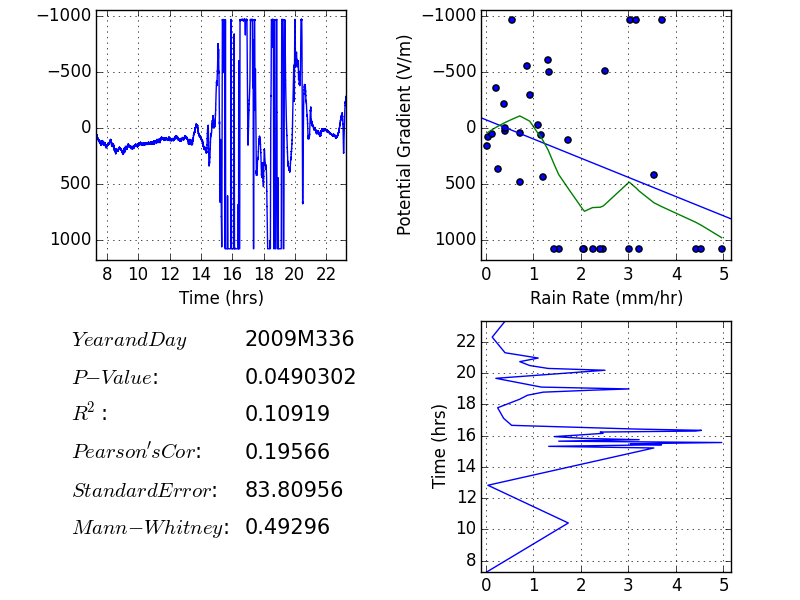 −1000
−500
0
500
1000
8 10 12 14 16 18 20 22
Time (hrs)
Potential Gradient (V/m)
−1000
−500
0
500
1000
0 1 2 3 4 5
Rain Rate (mm/hr)
YearandDay 2009M336
P−Value: 0.0490302
R²: 0.10919
Pearson'sCor: 0.19566
StandardError: 83.80956
Mann−Whitney: 0.49296
Time (hrs)
22
20
18
16
14
12
10
8
0 1 2 3 4 5